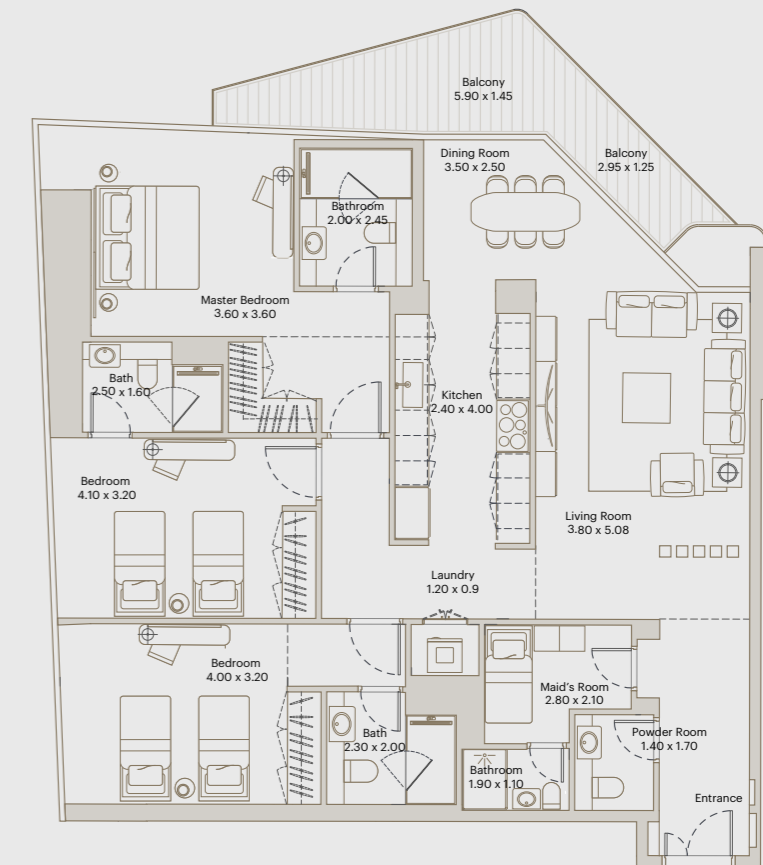 Balcony
5.90 x 1.45
Dining Room
3.50 x 2.50
Balcony
2.95 x 1.25
Bathroom
2.00 x 2.45
Master Bedroom
3.60 x 3.60
Bath
2.50 x 1.60
Kitchen
2.40 x 4.00
Bedroom
4.10 x 3.20
Living Room
3.80 x 5.08
Laundry
1.20 x 0.9
Bedroom
4.00 x 3.20
Maid's Room
2.80 x 2.10
Bath
2.30 x 2.00
Powder Room
1.40 x 1.70
Bathroom
1.90 x 1.10
Entrance